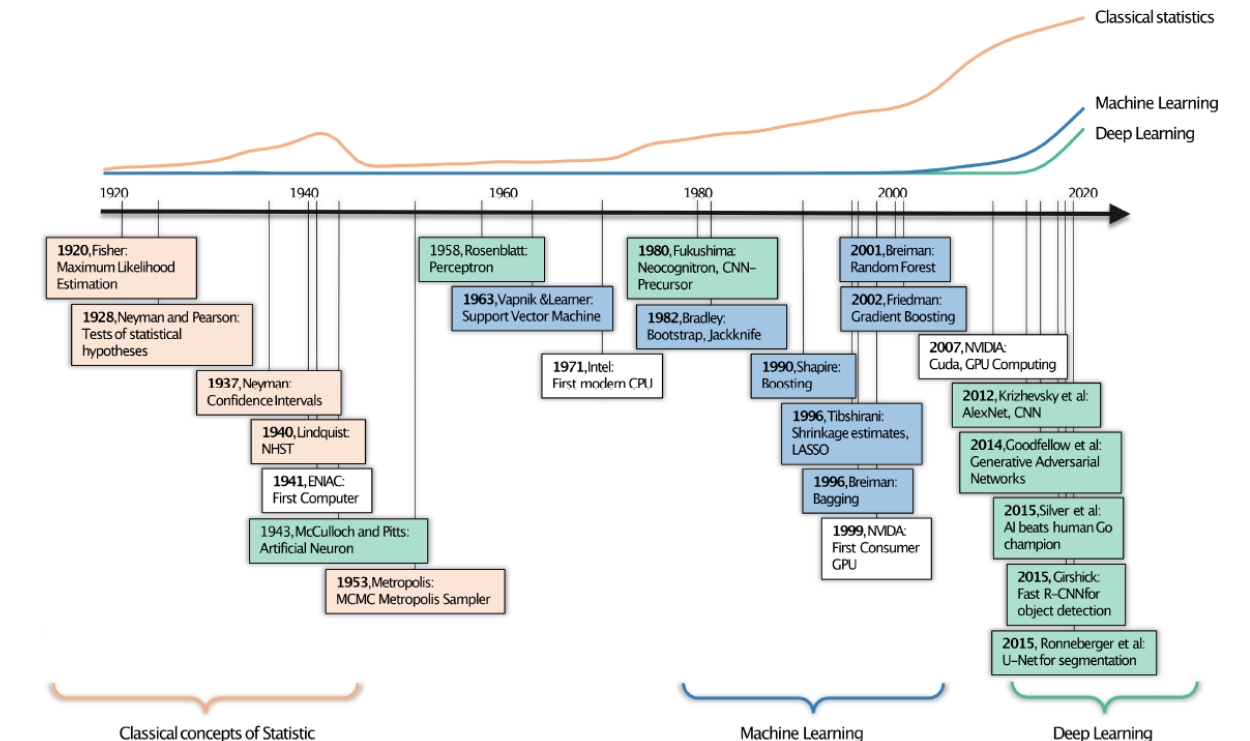 Classical statistics
Machine Learning
Deep Learning
1920
1940
1960
1980
2000
2020
1920, Fisher:
Maximum Likelihood
Estimation
1928, Neyman and Pearson:
Tests of statistical
hypotheses
1937, Neyman:
Confidence Intervals
1940, Lindquist:
NHST
1941, ENIAC:
First Computer
1943, McCulloch and Pitts:
Artificial Neuron
1953, Metropolis:
MCMC Metropolis Sampler
1958, Rosenblatt:
Perceptron
1963, Vapnik &Learner:
Support Vector Machine
1971, Intel:
First modern CPU
1980, Fukushima:
Neocognitron, CNN–
Precursor
1982, Bradley:
Bootstrap, Jackknife
1990, Shapire:
Boosting
1996, Tibshirani:
Shrinkage estimates,
LASSO
1996, Breiman:
Bagging
1999, NVIDA:
First Consumer
GPU
2001, Breiman:
Random Forest
2002, Friedman:
Gradient Boosting
2007, NVIDIA:
Cuda, GPU Computing
2012, Krizhevsky et al:
AlexNet, CNN
2014, Goodfellow et al:
Generative Adversarial
Networks
2015, Silver et al:
AI beats human Go
champion
2015, Girshick:
Fast R–CNN for
object detection
2015, Ronneberger et al:
U–Net for segmentation
Classical concepts of Statistic
Machine Learning
Deep Learning